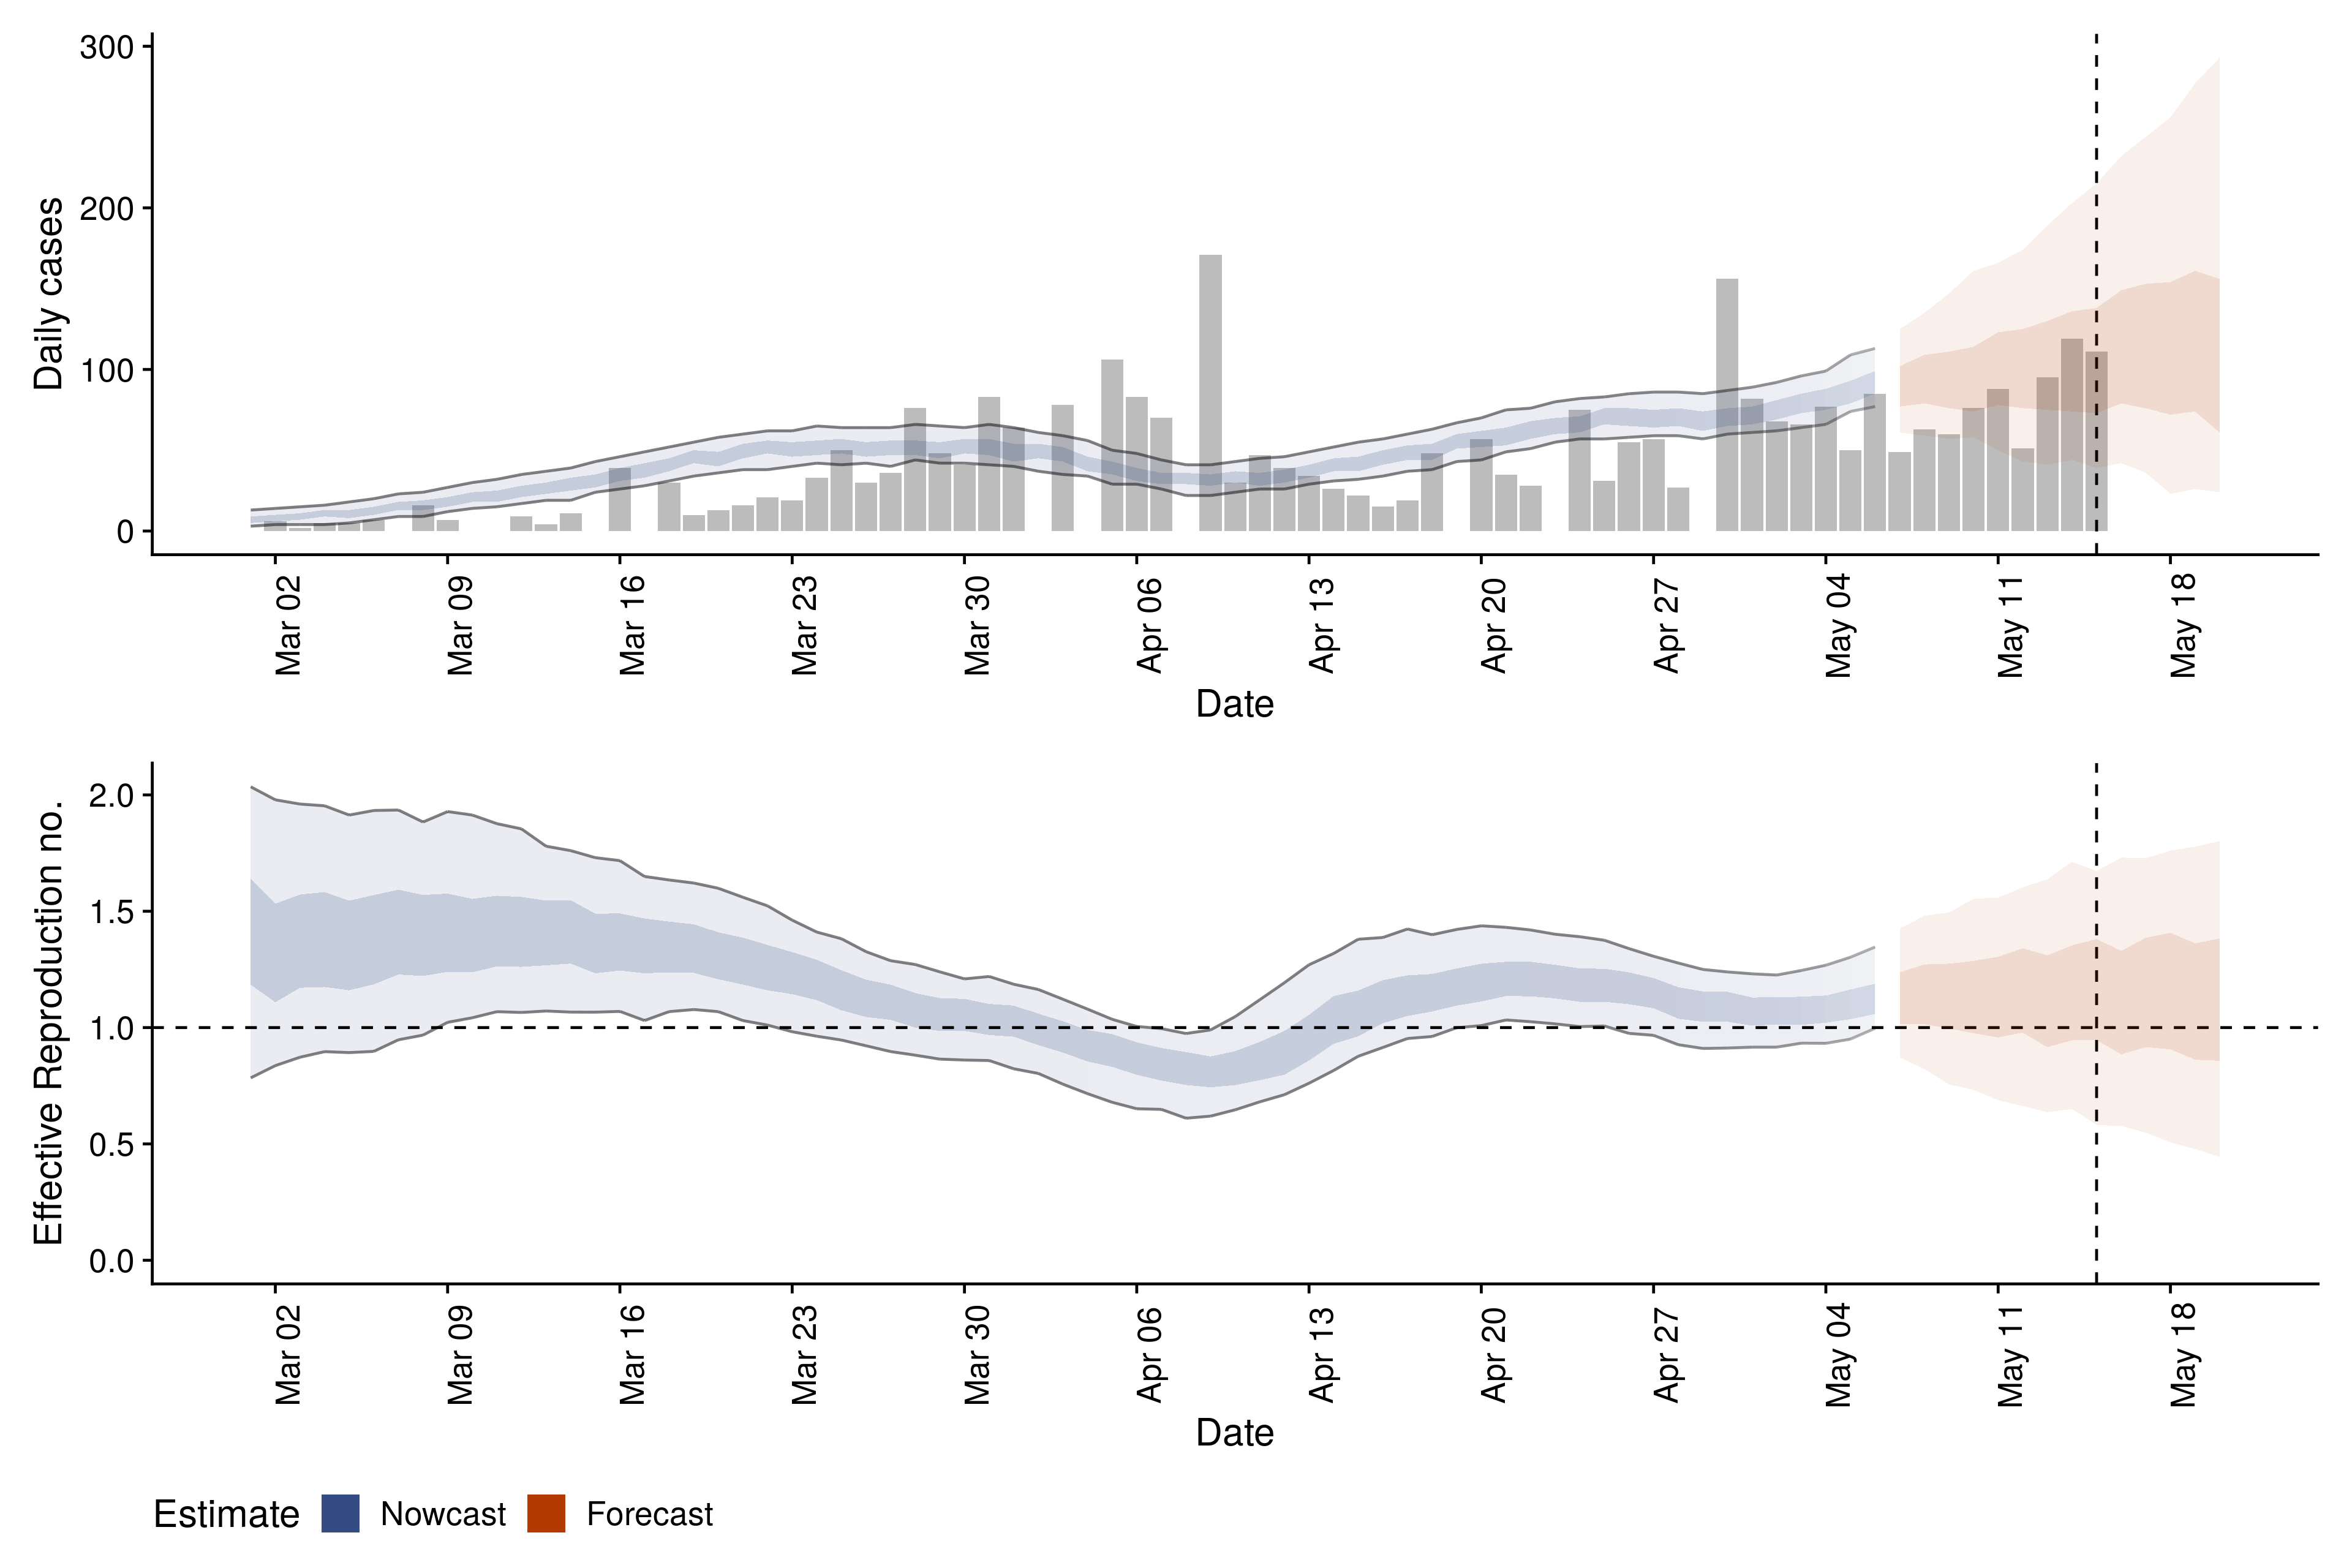 Daily cases
300
200
100
0
Mar 02
Mar 09
Mar 16
Mar 23
Mar 30
Apr 06
Apr 13
Apr 20
Apr 27
May 04
May 11
May 18
Date
Effective Reproduction no.
2.0
1.5
1.0
0.5
0.0
Mar 02
Mar 09
Mar 16
Mar 23
Mar 30
Apr 06
Apr 13
Apr 20
Apr 27
May 04
May 11
May 18
Date
Estimate Nowcast Forecast